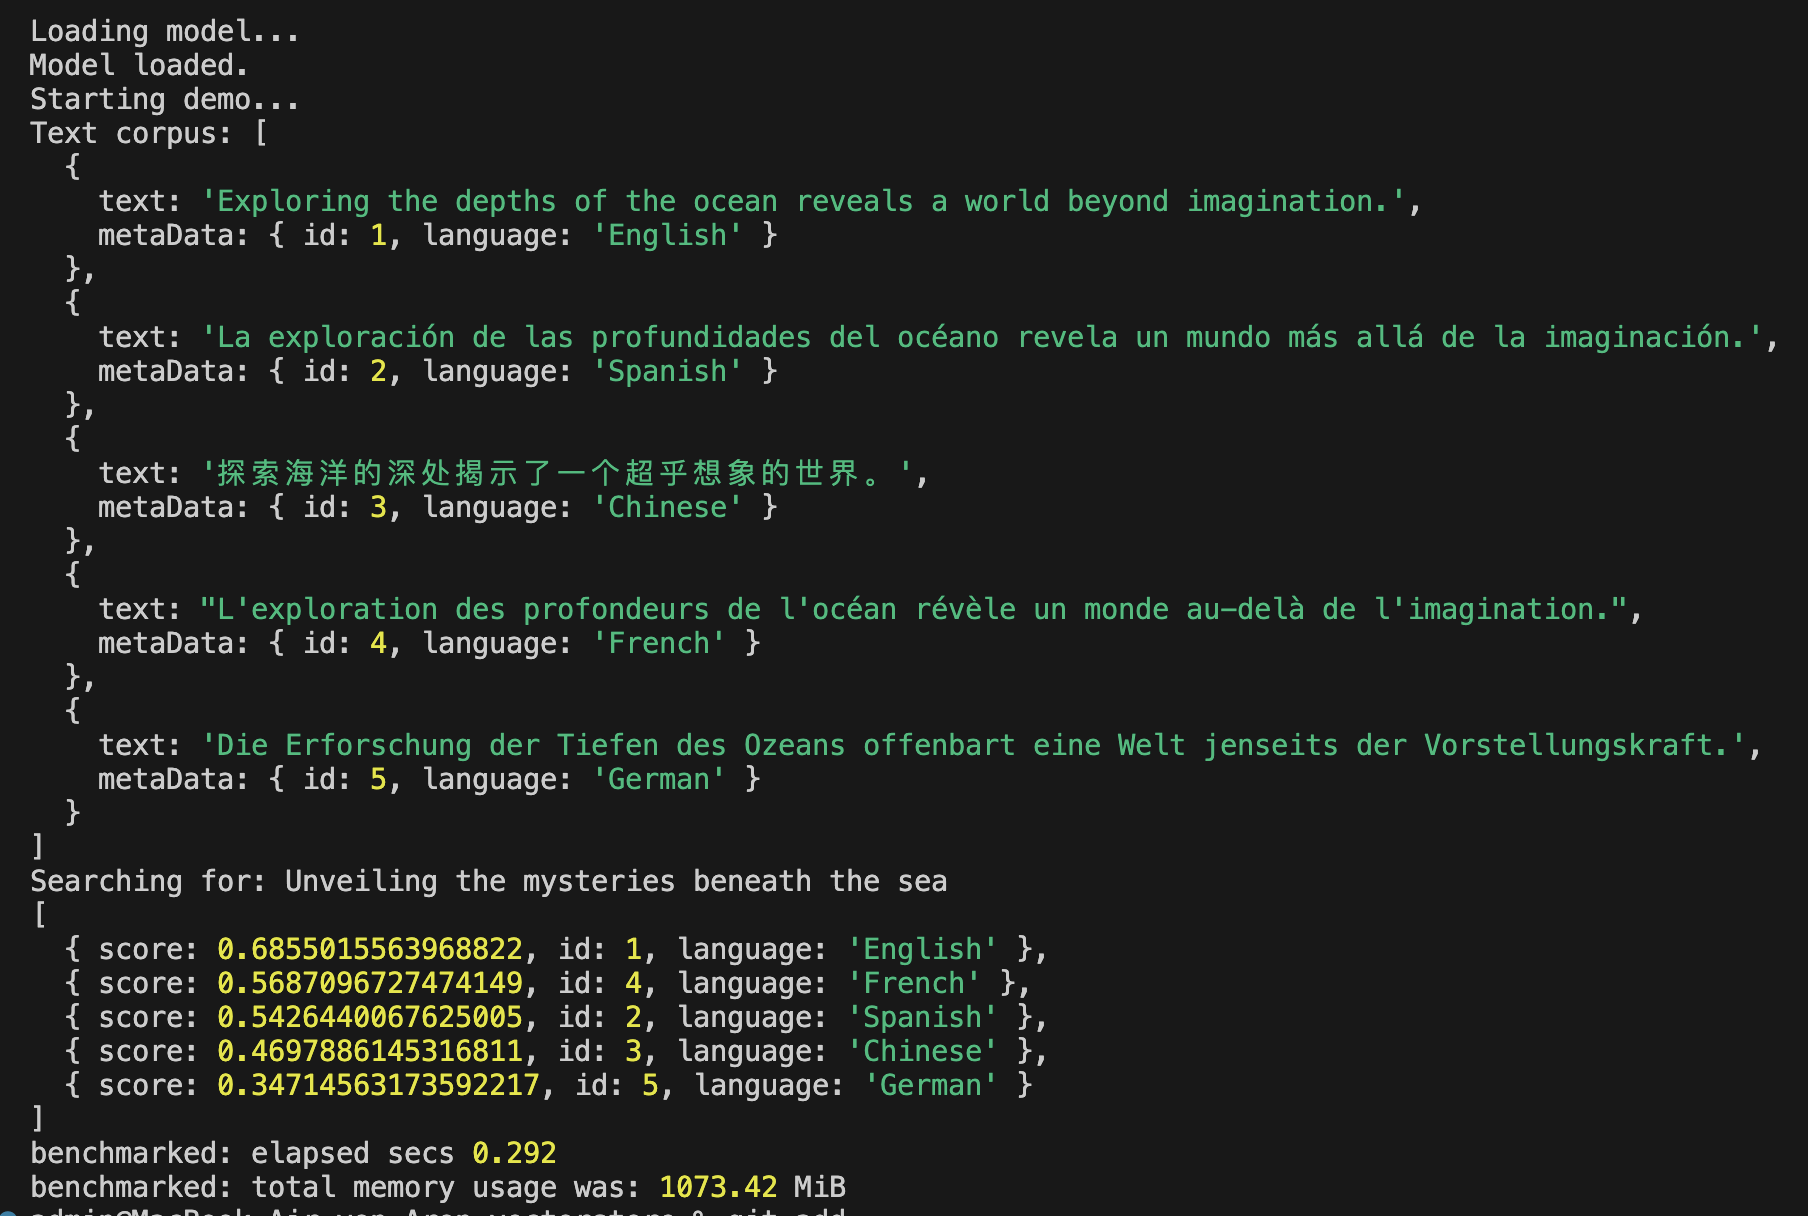 Loading model...
Model loaded.
Starting demo...
Text corpus: [
  {
    text: 'Exploring the depths of the ocean reveals a world beyond imagination.',
    metaData: { id: 1, language: 'English' }
  },
  {
    text: 'La exploración de las profundidades del océano revela un mundo más allá de la imaginación.',
    metaData: { id: 2, language: 'Spanish' }
  },
  {
    text: '探索海洋的深处揭示了一个超乎想象的世界。',
    metaData: { id: 3, language: 'Chinese' }
  },
  {
    text: "L'exploration des profondeurs de l'océan révèle un monde au-delà de l'imagination.",
    metaData: { id: 4, language: 'French' }
  },
  {
    text: 'Die Erforschung der Tiefen des Ozeans offenbart eine Welt jenseits der Vorstellungskraft.',
    metaData: { id: 5, language: 'German' }
  }
]
Searching for: Unveiling the mysteries beneath the sea
[
  { score: 0.6855015563968822, id: 1, language: 'English' },
  { score: 0.5687096727474149, id: 4, language: 'French' },
  { score: 0.5426440067625005, id: 2, language: 'Spanish' },
  { score: 0.4697886145316811, id: 3, language: 'Chinese' },
  { score: 0.34714563173592217, id: 5, language: 'German' }
]
benchmarked: elapsed secs 0.292
benchmarked: total memory usage was: 1073.42 MiB